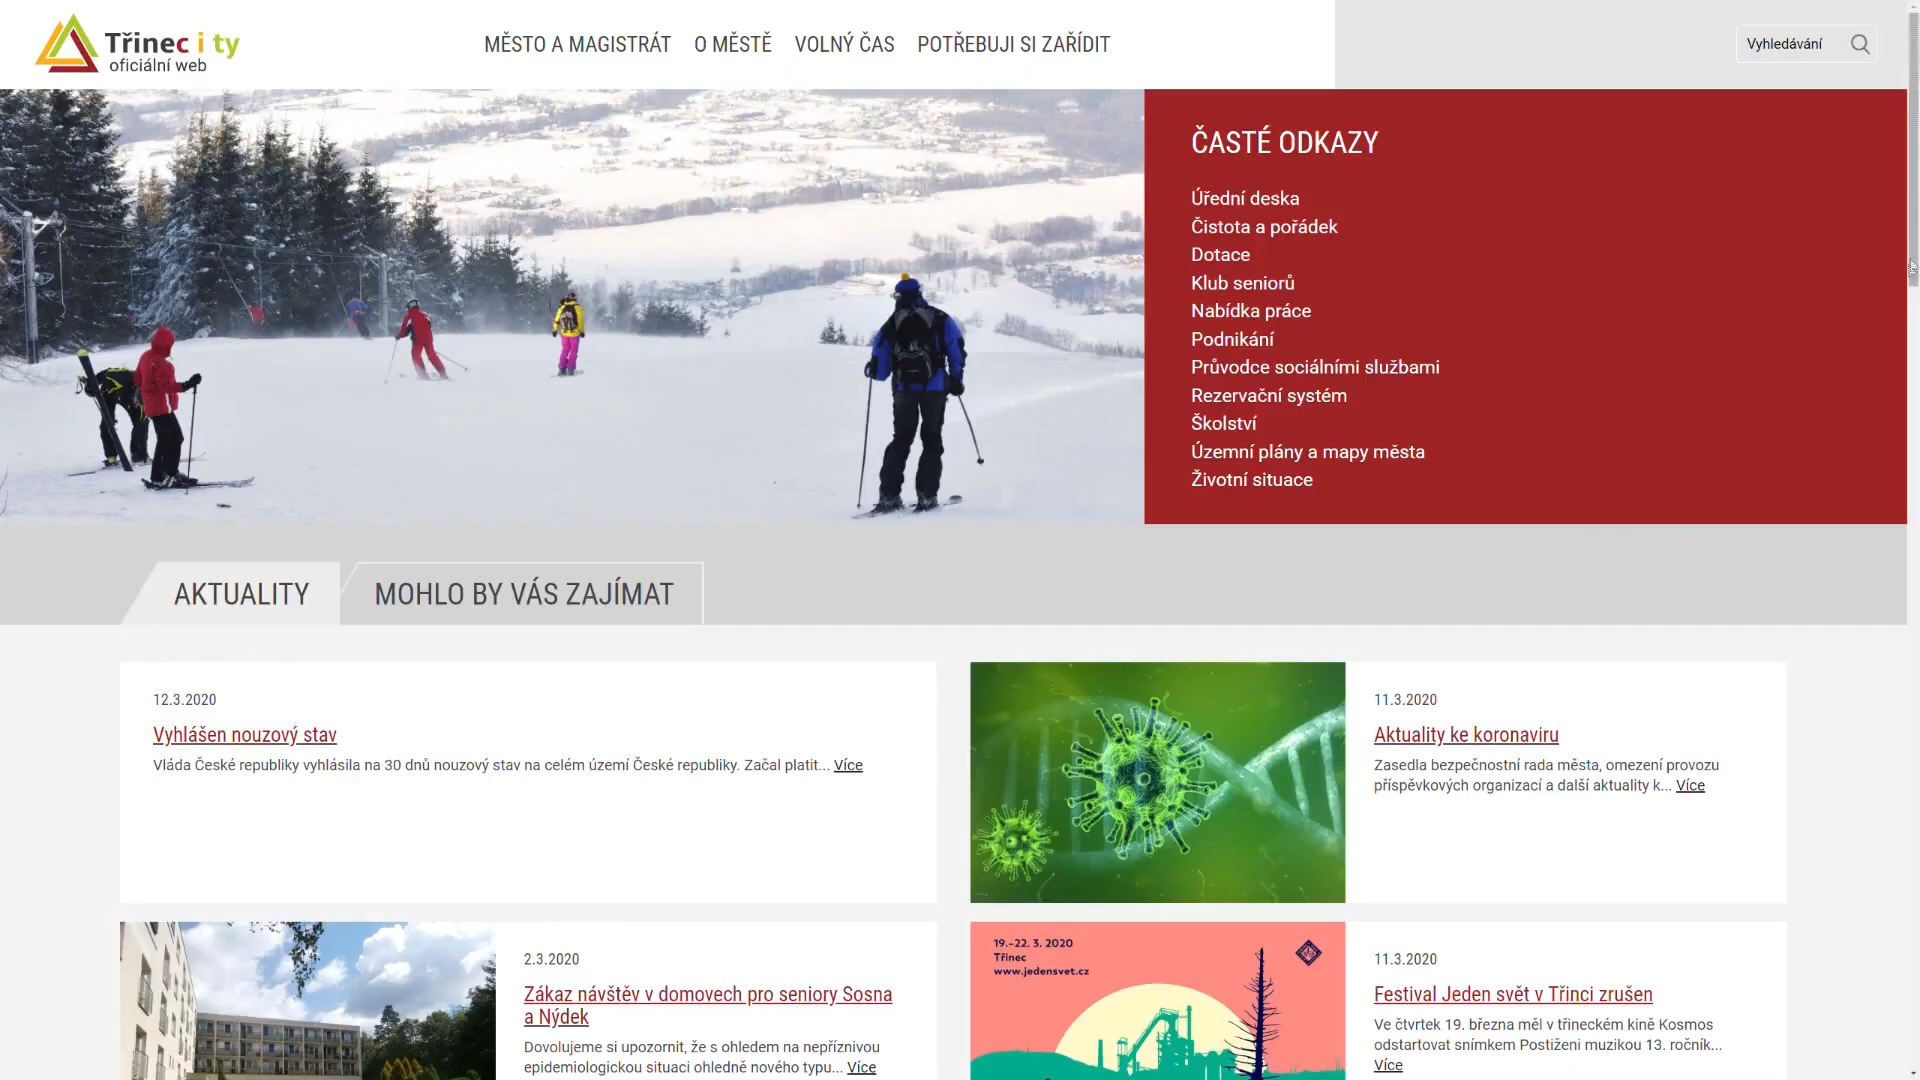 Třinec i ty
oficiální web
MĚSTO A MAGISTRÁT
O MĚSTĚ
VOLNÝ ČAS
POTŘEBUJI SI ZAŘÍDIT
Vyhledávání
ČASTÉ ODKAZY
Úřední deska
Čistota a pořádek
Dotace
Klub seniorů
Nabídka práce
Podnikání
Průvodce sociálními službami
Rezervační systém
Školství
Územní plány a mapy města
Životní situace
AKTUALITY
MOHLO BY VÁS ZAJÍMAT
12.3.2020
Vyhlášen nouzový stav
Vláda České republiky vyhlásila na 30 dnů nouzový stav na celém území České republiky. Začal platit... Více
11.3.2020
Aktuality ke koronaviru
Zasedla bezpečnostní rada města, omezení provozu
příspěvkových organizací a další aktuality k... Více
2.3.2020
Zákaz návštěv v domovech pro seniory Sosna
a Nýdek
Dovolujeme si upozornit, že s ohledem na nepříznivou
epidemiologickou situaci ohledně nového typu... Více
19.–22. 3. 2020
Třinec
www.jedensvet.cz
11.3.2020
Festival Jeden svět v Třinci zrušen
Ve čtvrtek 19. března měl v třineckém kině Kosmos
odstartovat snímkem Postiženi muzikou 13. ročník...
Více